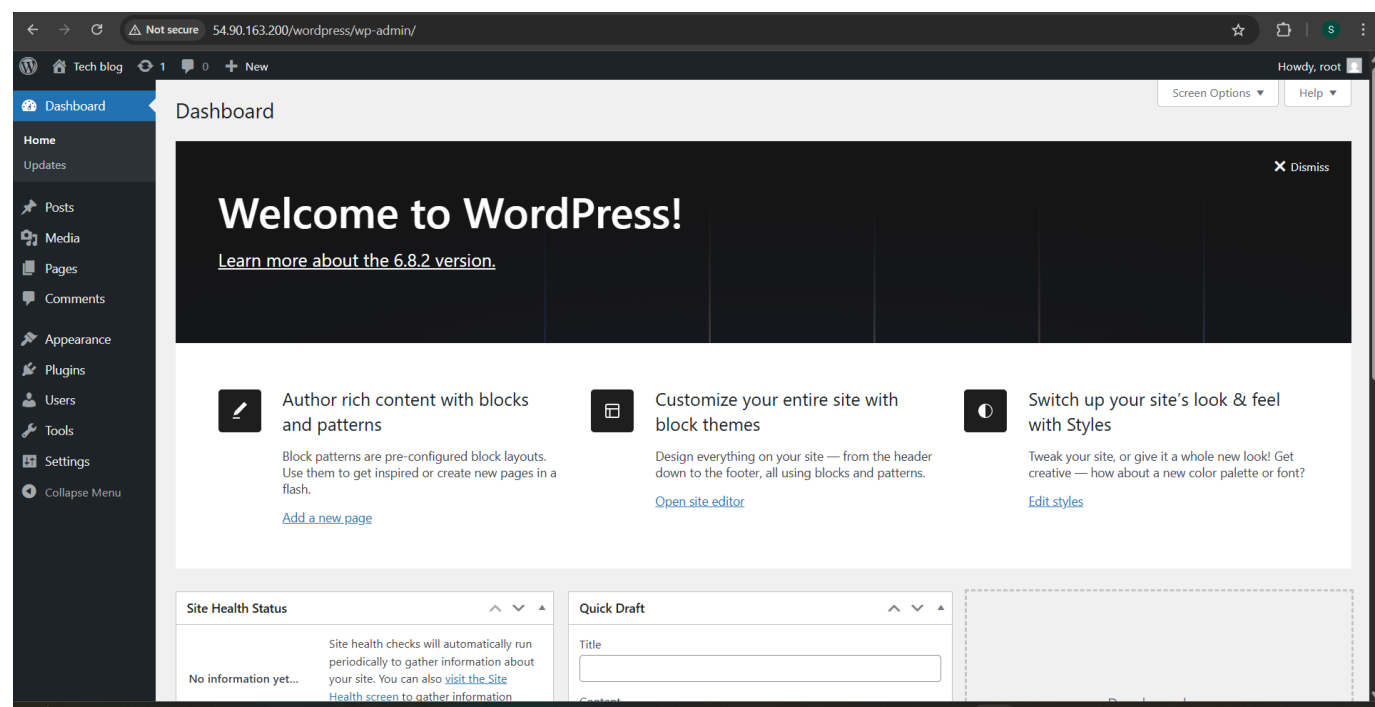 Not secure 54.90.163.200/wordpress/wp-admin/
S
Tech blog 1 0 New
Howdy, root
Dashboard
Home
Updates
Posts
Media
Pages
Comments
Appearance
Plugins
Users
Tools
Settings
Collapse Menu
Screen Options
Help
Dashboard
Dismiss
Welcome to WordPress!
Learn more about the 6.8.2 version.
Author rich content with blocks
and patterns
Block patterns are pre-configured block layouts.
Use them to get inspired or create new pages in a
flash.
Add a new page
Customize your entire site with
block themes
Design everything on your site — from the header
down to the footer, all using blocks and patterns.
Open site editor
Switch up your site’s look & feel
with Styles
Tweak your site, or give it a whole new look! Get
creative — how about a new color palette or font?
Edit styles
Site Health Status
No information yet...
Site health checks will automatically run
periodically to gather information about
your site. You can also visit the Site
Health screen to gather information
Quick Draft
Title
Content